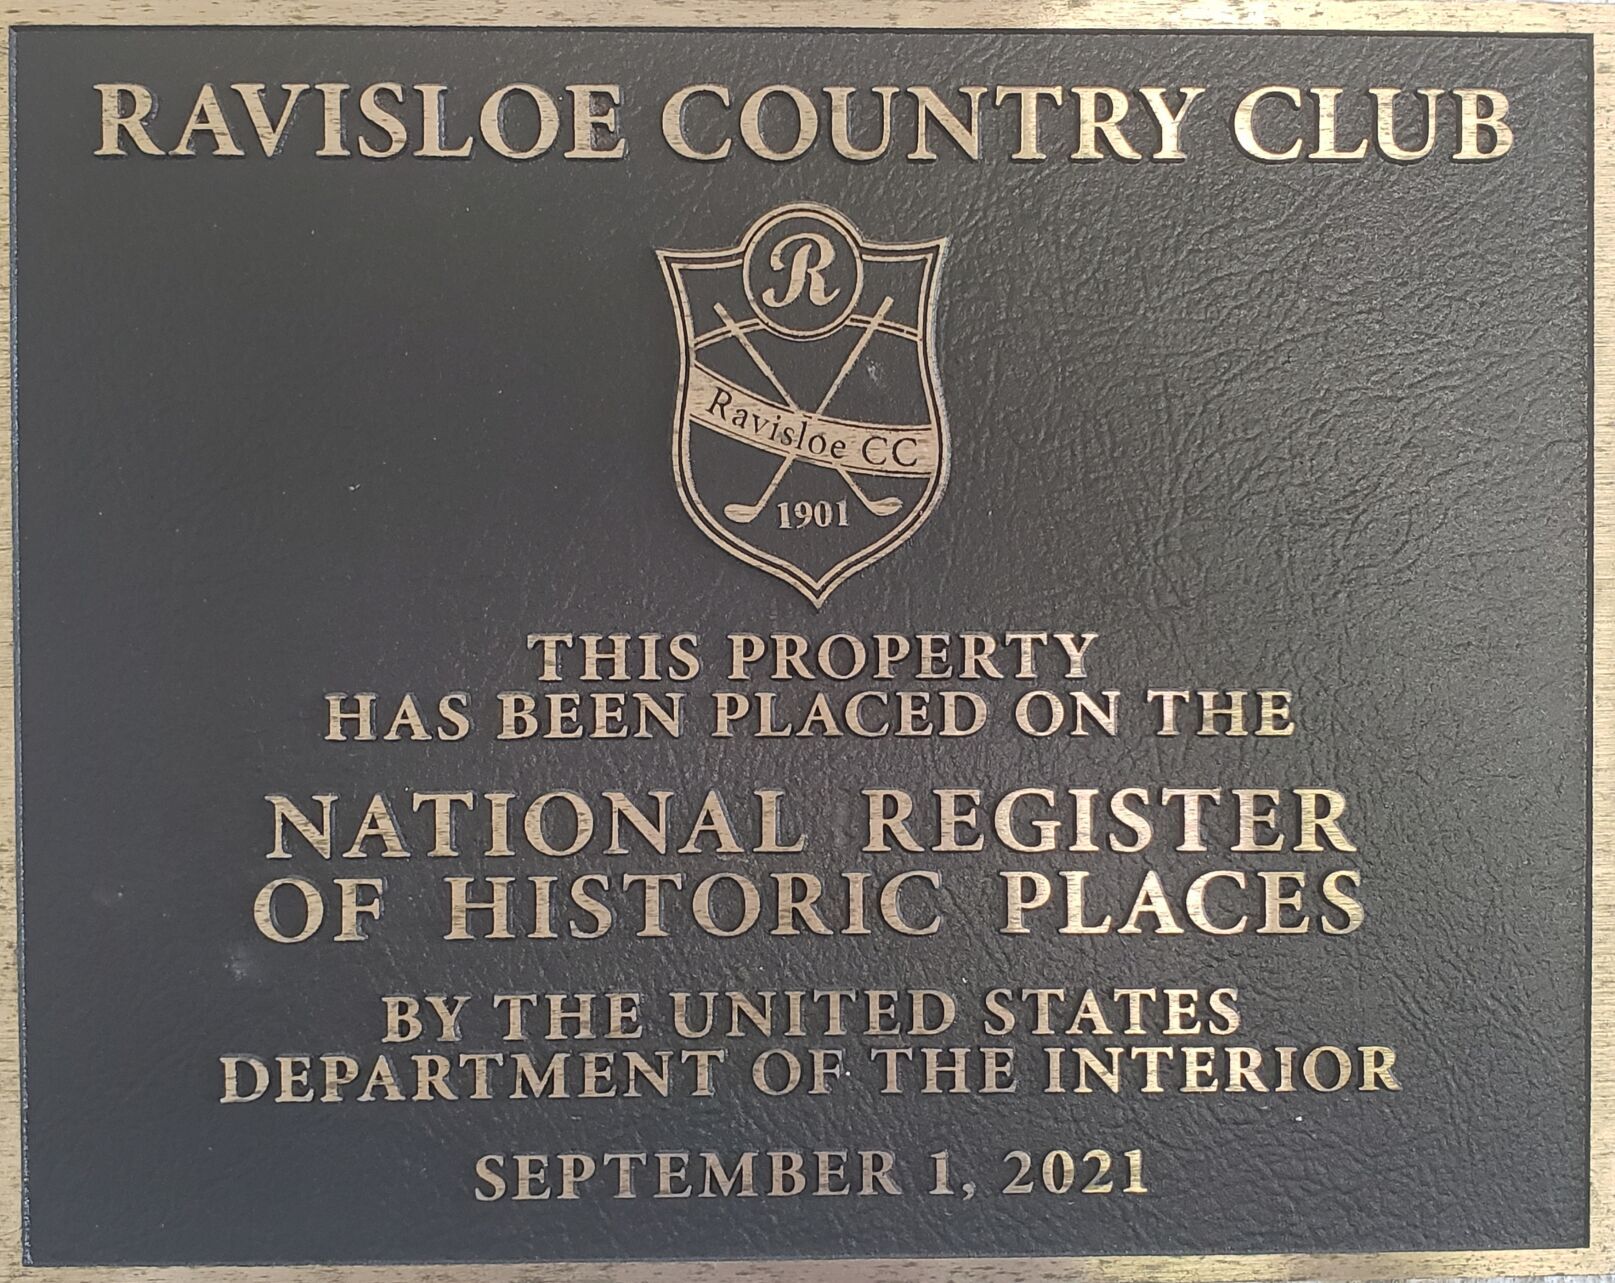 RAVISLOE COUNTRY CLUB
R
Ravisloe CC
1901
THIS PROPERTY
HAS BEEN PLACED ON THE
NATIONAL REGISTER
OF HISTORIC PLACES
BY THE UNITED STATES
DEPARTMENT OF THE INTERIOR
SEPTEMBER 1, 2021